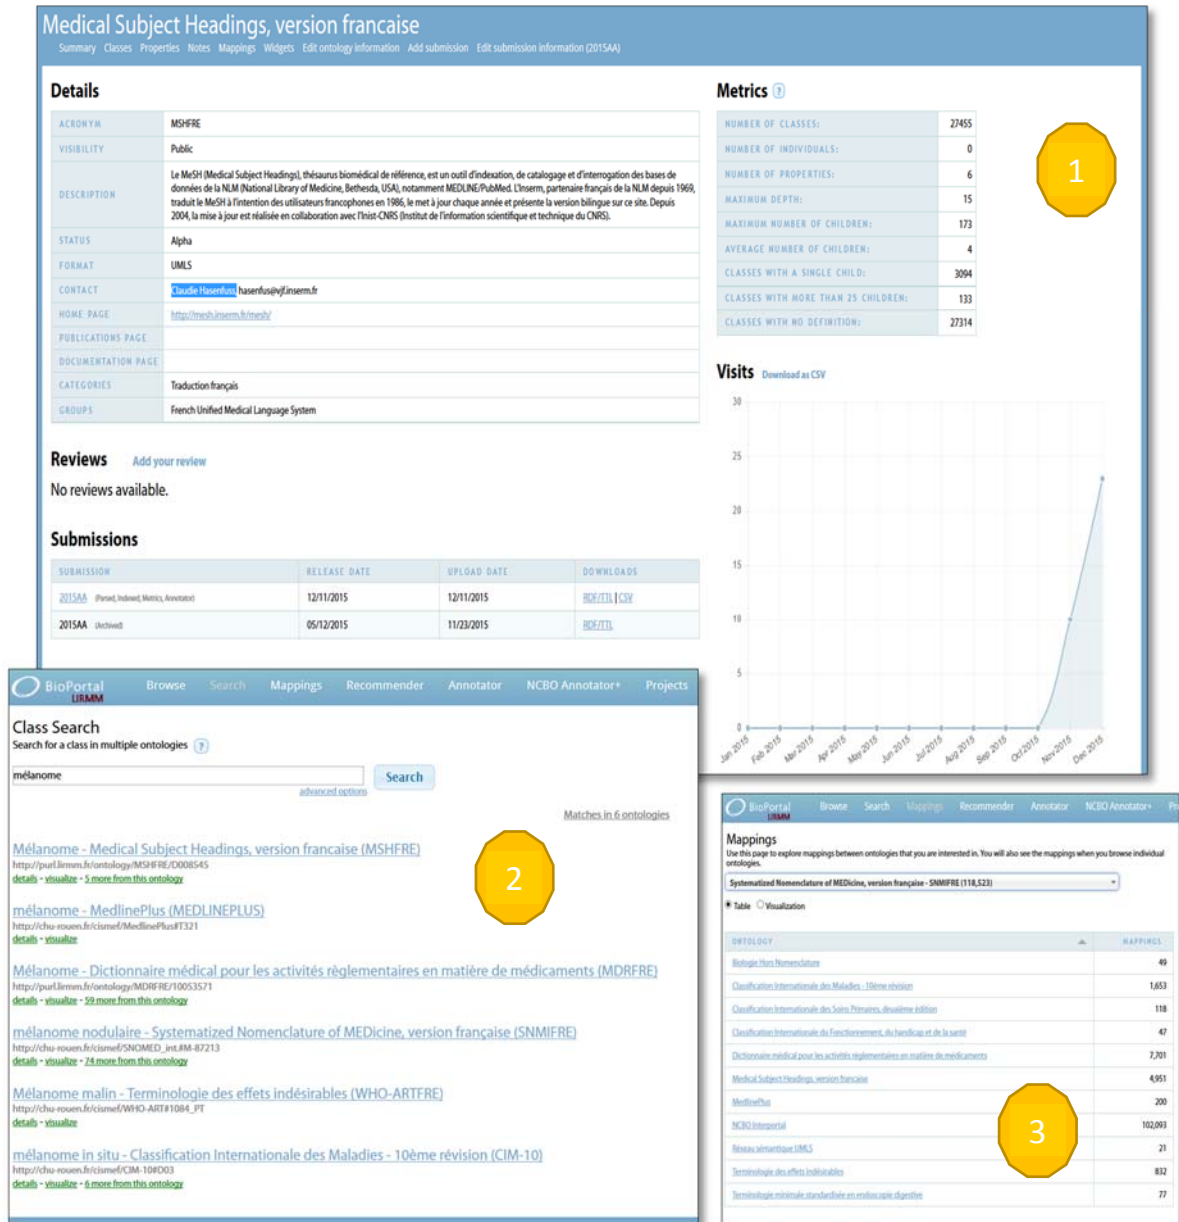 Medical Subject Headings, version francaise
Summary Classes Properties Notes Mappings Widgets Edit ontology information Add submission Edit submission information (2015AA)
Details
ACRONYM MSHFRE
VISIBILITY Public
DESCRIPTION Le MeSH (Medical Subject Headings), thésaurus biomédical de référence, est un outil d'indexation, de catalogage et d'interrogation des bases de
données de la NLM (National Library of Medicine, Bethesda, USA), notamment MEDLINE/PubMed. L'Inserm, partenaire français de la NLM depuis 1969,
traduit le MeSH à l'intention des utilisateurs francophones en 1986, le met à jour chaque année et présente la version bilingue sur ce site. Depuis
2004, la mise à jour est réalisée en collaboration avec l'Inist-CNRS (Institut de l'information scientifique et technique du CNRS).
STATUS Alpha
FORMAT UMLS
CONTACT Claudie Hasenfuss, hasenfus@vjf.inserm.fr
HOME PAGE http://mesh.inserm.fr/mesh/
PUBLICATIONS PAGE
DOCUMENTATION PAGE
CATEGORIES Traduction français
GROUPS French Unified Medical Language System
Reviews Add your review
No reviews available.
Submissions
SUBMISSION RELEASE DATE UPLOAD DATE DOWNLOADS
2015AA (Parsed, Indexed, Metrics, Annotator) 12/11/2015 12/11/2015 RDF/TTL | CSV
2015AA (Archived) 05/12/2015 11/23/2015 RDF/TTL
Metrics ?
NUMBER OF CLASSES: 27455
NUMBER OF INDIVIDUALS: 0
NUMBER OF PROPERTIES: 6
MAXIMUM DEPTH: 15
MAXIMUM NUMBER OF CHILDREN: 173
AVERAGE NUMBER OF CHILDREN: 4
CLASSES WITH A SINGLE CHILD: 3094
CLASSES WITH MORE THAN 25 CHILDREN: 133
CLASSES WITH NO DEFINITION: 27314
1
Visits Download as CSV
30
25
20
15
10
5
0
Jan 2015 Feb 2015 Mar 2015 Apr 2015 May 2015 Jun 2015 Jul 2015 Aug 2015 Sep 2015 Oct 2015 Nov 2015 Dec 2015
BioPortal Browse Search Mappings Recommender Annotator NCBO Annotator+ Projects
LIRMM
Class Search
Search for a class in multiple ontologies ?
mélanome Search
advanced options
Matches in 6 ontologies
Mélanome - Medical Subject Headings, version francaise (MSHFRE)
http://purl.lirmm.fr/ontology/MSHFRE/D008545
details - visualize - 5 more from this ontology
mélanome - MedlinePlus (MEDLINEPLUS)
http://chu-rouen.fr/cismef/MedlinePlus#T321
details - visualize
Mélanome - Dictionnaire médical pour les activités règlementaires en matière de médicaments (MDRFRE)
http://purl.lirmm.fr/ontology/MDRFRE/10053571
details - visualize - 59 more from this ontology
mélanome nodulaire - Systematized Nomenclature of MEDicine, version française (SNMIFRE)
http://chu-rouen.fr/cismef/SNOMED_int.#M-87213
details - visualize - 74 more from this ontology
Mélanome malin - Terminologie des effets indésirables (WHO-ARTFRE)
http://chu-rouen.fr/cismef/WHO-ART#1084_PT
details - visualize
mélanome in situ - Classification Internationale des Maladies - 10ème révision (CIM-10)
http://chu-rouen.fr/cismef/CIM-10#D03
details - visualize - 6 more from this ontology
2
BioPortal Browse Search Mappings Recommender Annotator NCBO Annotator+ Pr
LIRMM
Mappings
Use this page to explore mappings between ontologies that you are interested in. You will also see the mappings when you browse individual
ontologies.
Systematized Nomenclature of MEDicine, version française - SNMIFRE (118,523)
Table Visualization
ONTOLOGY MAPPINGS
Biologie Hors Nomenclature 49
Classification Internationale des Maladies - 10ème révision 1,653
Classification Internationale des Soins Primaires, deuxième édition 118
Classification Internationale du Fonctionnement, du handicap et de la santé 47
Dictionnaire médical pour les activités règlementaires en matière de médicaments 7,701
Medical Subject Headings, version francaise 4,951
MedlinePlus 200
NCBO Interportal 102,093
Réseau sémantique UMLS 21
Terminologie des effets indésirables 832
Terminologie minimale standardisée en endoscopie digestive 77
3